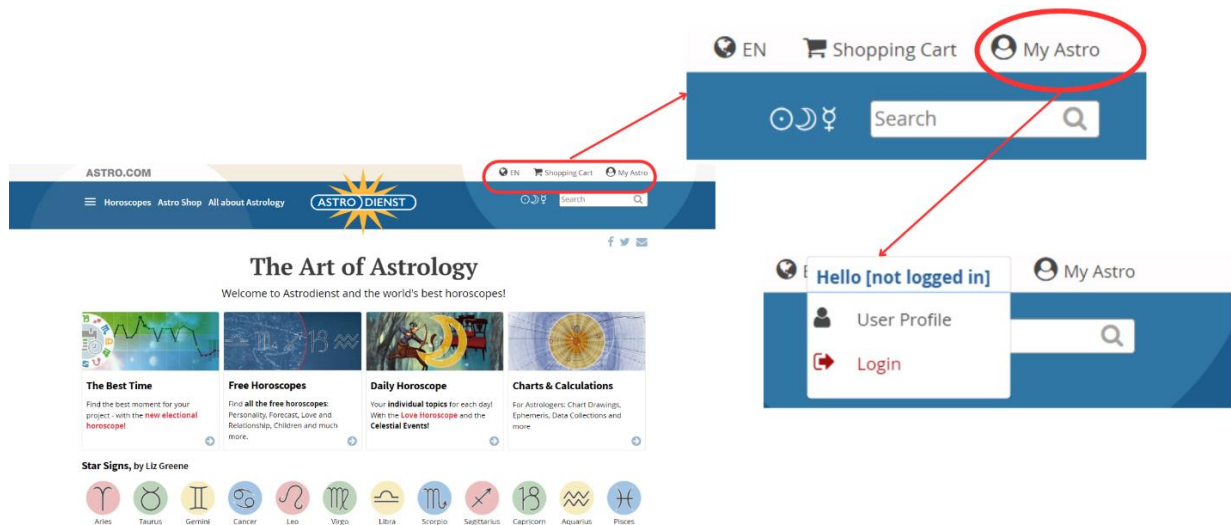 EN Shopping Cart My Astro
Search
ASTRO.COM
EN Shopping Cart My Astro
Horoscopes Astro Shop All about Astrology
ASTRO DIENST
Search
The Art of Astrology
Welcome to Astrodienst and the world's best horoscopes!
The Best Time
Find the best moment for your
project - with the new electional
horoscope!
Free Horoscopes
Find all the free horoscopes:
Personality, Forecast, Love and
Relationship, Children and much
more.
Daily Horoscope
Your individual topics for each day!
With the Love Horoscope and the
Celestial Events!
Charts & Calculations
For Astrologers: Chart Drawings,
Ephemeris, Data Collections and
more
Star Signs, by Liz Greene
Aries Taurus Gemini Cancer Leo Virgo Libra Scorpio Sagittarius Capricorn Aquarius Pisces
My Astro
Hello [not logged in]
User Profile
Login